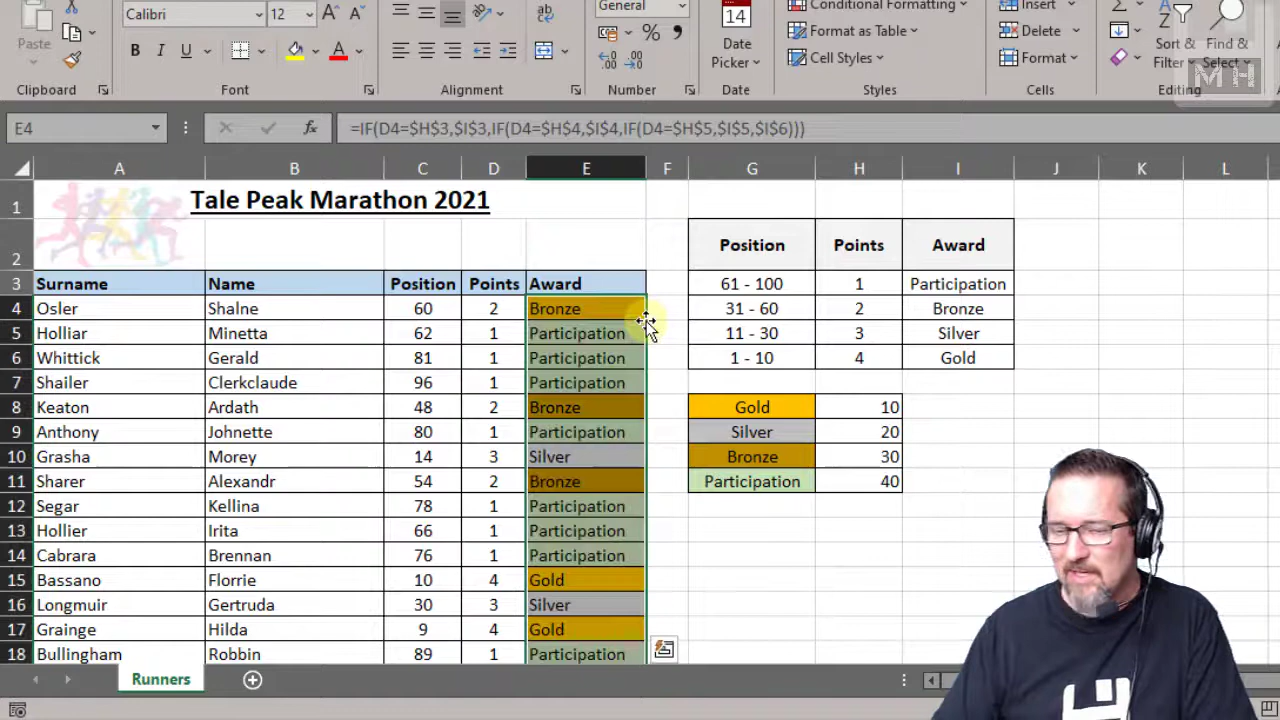 Calibri 12 A A ab General Conditional Formatting Insert
Paste B I U A % 9 14 Date Picker Format as Table Delete Sort & Filter Find & Select
Cell Styles Format
Clipboard Font Alignment Number Date Styles Cells Editing
MH
E4 fx =IF(D4=$H$3,$I$3,IF(D4=$H$4,$I$4,IF(D4=$H$5,$I$5,$I$6)))
A B C D E F G H I J K L
1 Tale Peak Marathon 2021
2 Position Points Award
3 Surname Name Position Points Award 61 - 100 1 Participation
4 Osler Shalne 60 2 Bronze 31 - 60 2 Bronze
5 Holliar Minetta 62 1 Participation 11 - 30 3 Silver
6 Whittick Gerald 81 1 Participation 1 - 10 4 Gold
7 Shailer Clerkclaude 96 1 Participation
8 Keaton Ardath 48 2 Bronze Gold 10
9 Anthony Johnette 80 1 Participation Silver 20
10 Grasha Morey 14 3 Silver Bronze 30
11 Sharer Alexandr 54 2 Bronze Participation 40
12 Segar Kellina 78 1 Participation
13 Hollier Irita 66 1 Participation
14 Cabrara Brennan 76 1 Participation
15 Bassano Florrie 10 4 Gold
16 Longmuir Gertruda 30 3 Silver
17 Grainge Hilda 9 4 Gold
18 Bullingham Robbin 89 1 Participation
Runners